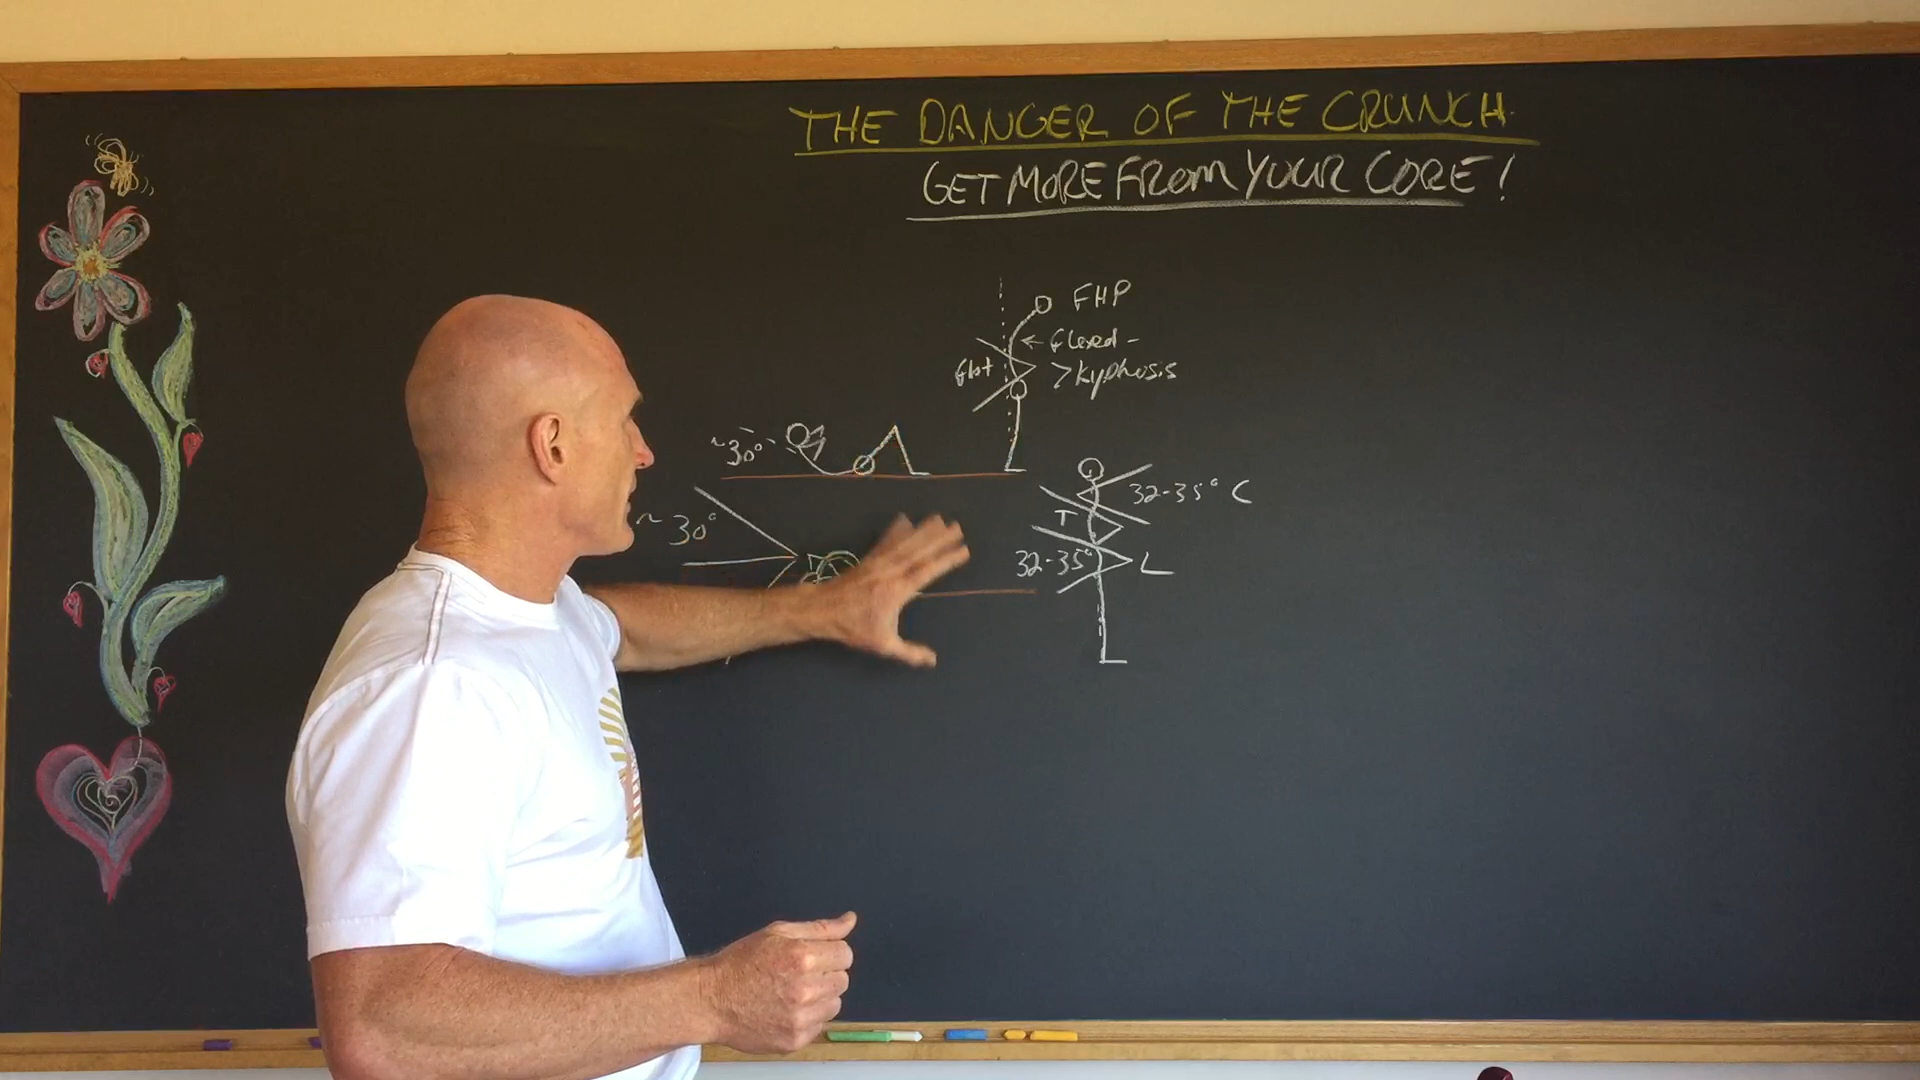 THE DANGER OF THE CRUNCH.
GET MORE FROM YOUR CORE!
FHP
← flexed -
flat
>kyphosis
~30°
32-35° C
~30°
T
32-35°
L